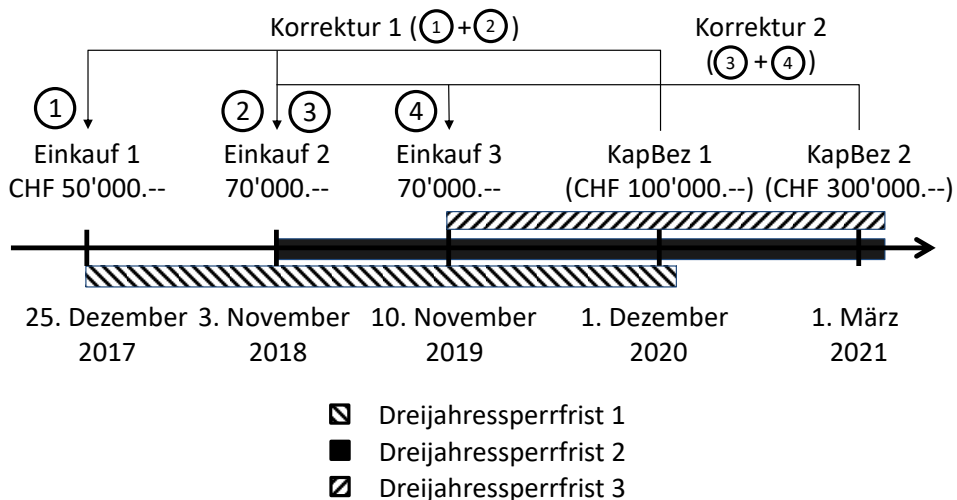 Korrektur 1 (① + ②)
Korrektur 2
(③ + ④)
① ② ③ ④
Einkauf 1 Einkauf 2 Einkauf 3 KapBez 1 KapBez 2
CHF 50'000.-- 70'000.-- 70'000.-- (CHF 100'000.--) (CHF 300'000.--)
25. Dezember 3. November 10. November 1. Dezember 1. März
2017 2018 2019 2020 2021
Dreijahressperrfrist 1
Dreijahressperrfrist 2
Dreijahressperrfrist 3